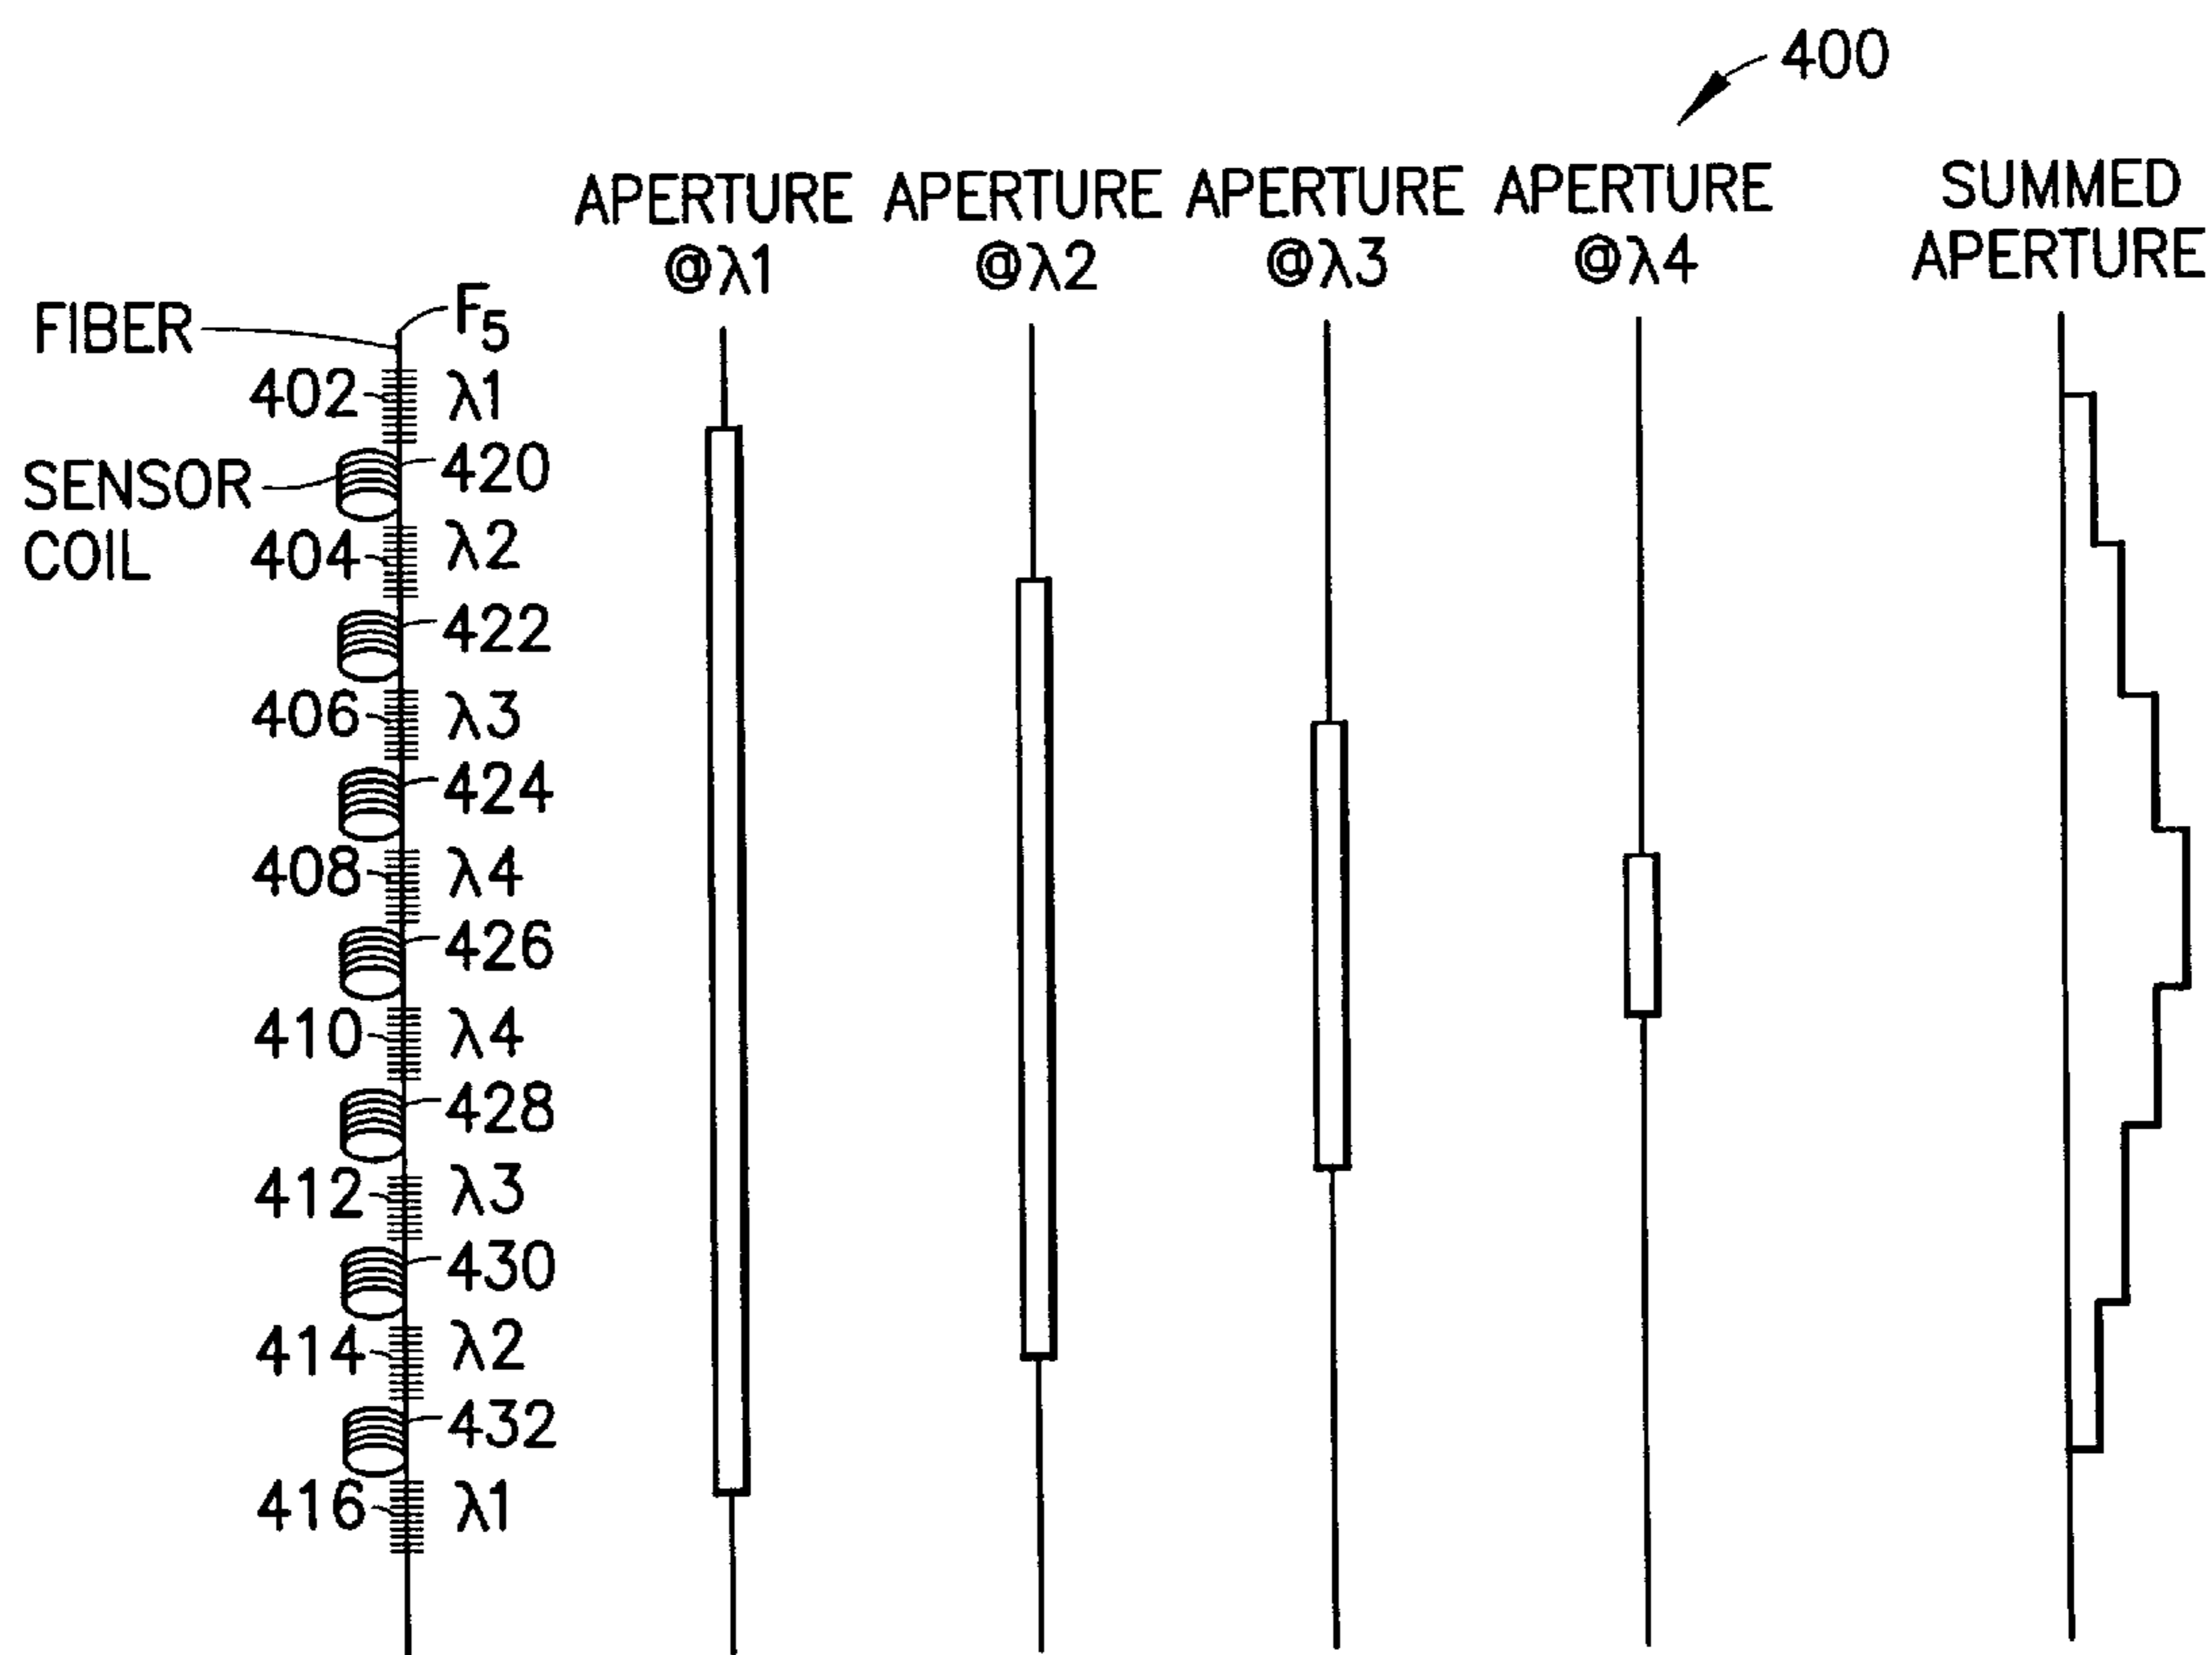 400
APERTURE @λ1
APERTURE @λ2
APERTURE @λ3
APERTURE @λ4
SUMMED APERTURE
FIBER
F5
402 λ1
SENSOR COIL
420
404 λ2
422
406 λ3
424
408 λ4
426
410 λ4
428
412 λ3
430
414 λ2
432
416 λ1